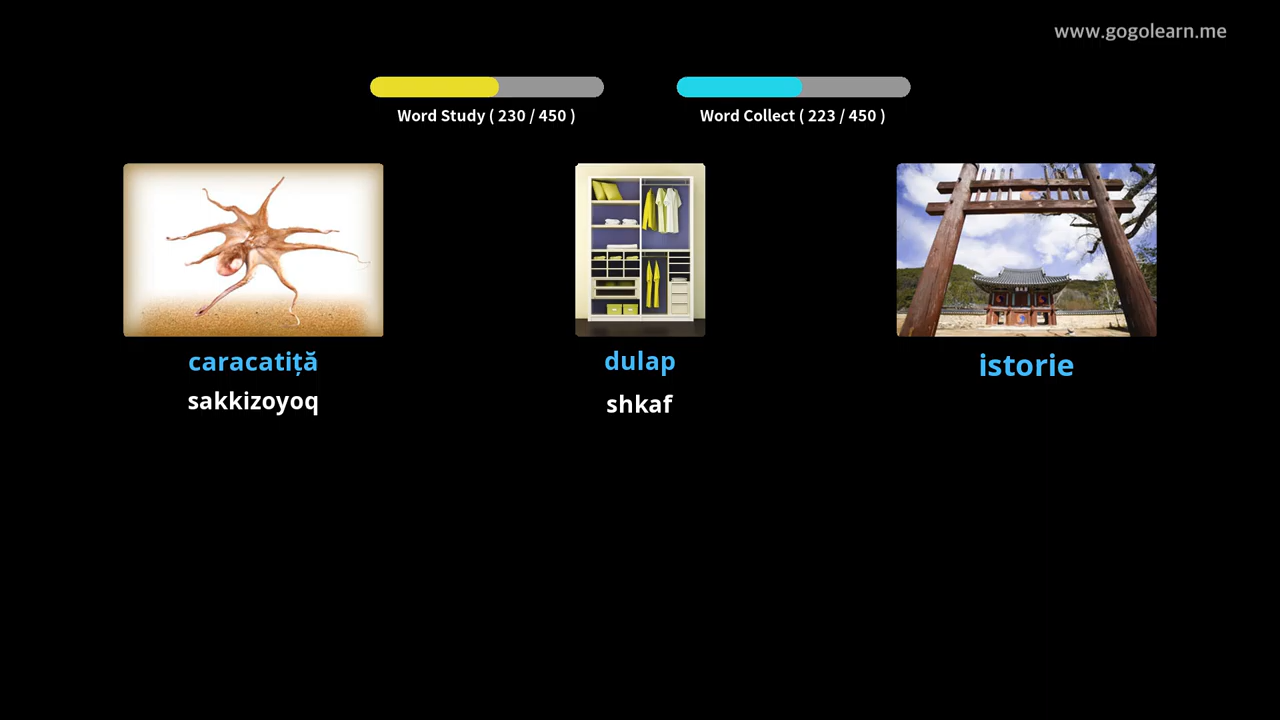 www.gogolearn.me
Word Study ( 230 / 450 )
Word Collect ( 223 / 450 )
caracatiță
dulap
istorie
sakkizoyoq
shkaf